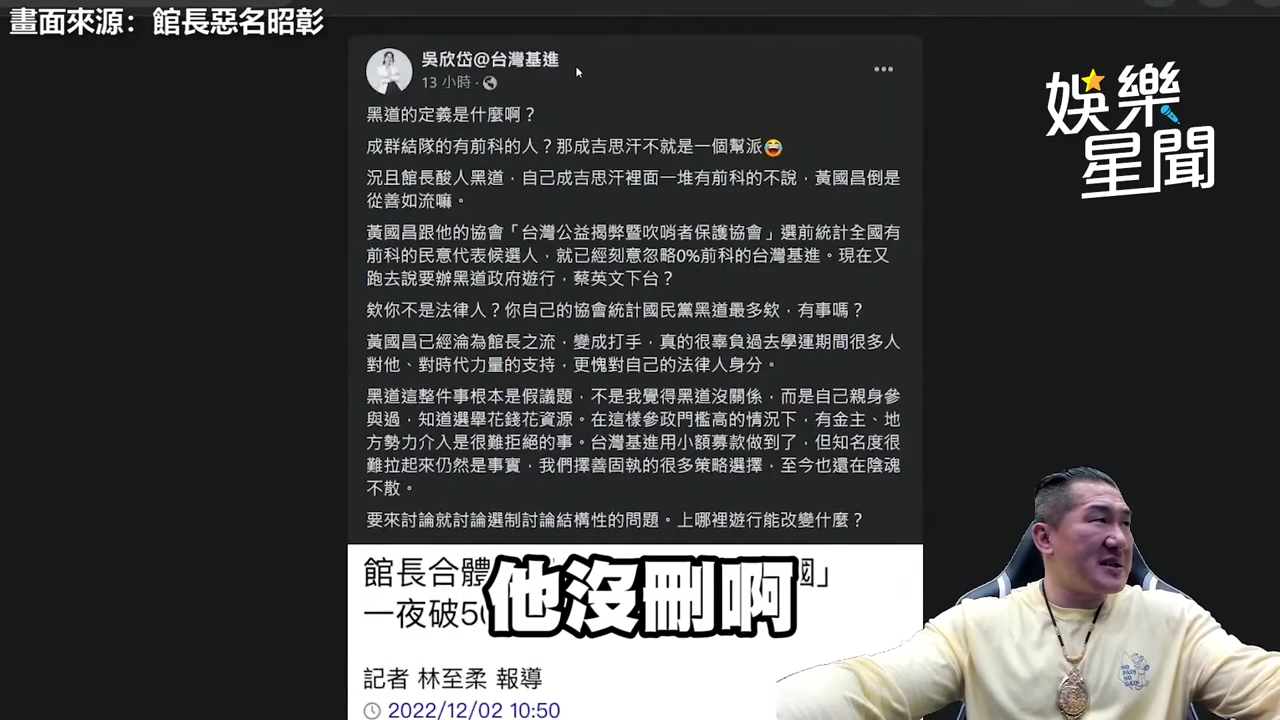 畫面來源：館長惡名昭彰
娛樂
星聞
吳欣岱@台灣基進
13 小時·
黑道的定義是什麼啊？
成群結隊的有前科的人？那成吉思汗不就是一個幫派😂
況且館長酸人黑道，自己成吉思汗裡面一堆有前科的不說，黃國昌倒是
從善如流嘛。
黃國昌跟他的協會「台灣公益揭弊暨吹哨者保護協會」選前統計全國有
前科的民意代表候選人，就已經刻意忽略0%前科的台灣基進。現在又
跑去說要辦黑道政府遊行，蔡英文下台？
欸你不是法律人？你自己的協會統計國民黨黑道最多欸，有事嗎？
黃國昌已經淪為館長之流，變成打手，真的很辜負過去學運期間很多人
對他、對時代力量的支持，更愧對自己的法律人身分。
黑道這整件事根本是假議題，不是我覺得黑道沒關係，而是自己親身參
與過，知道選舉花錢花資源。在這樣參政門檻高的情況下，有金主、地
方勢力介入是很難拒絕的事。台灣基進用小額募款做到了，但知名度很
難拉起來仍然是事實，我們擇善固執的很多策略選擇，至今也還在陰魂
不散。
要來討論就討論選制討論結構性的問題。上哪裡遊行能改變什麼？
館長合體 國」
一夜破50
他沒刪啊
記者 林至柔 報導
2022/12/02 10:50
NO
PAIN
NO
GAIN